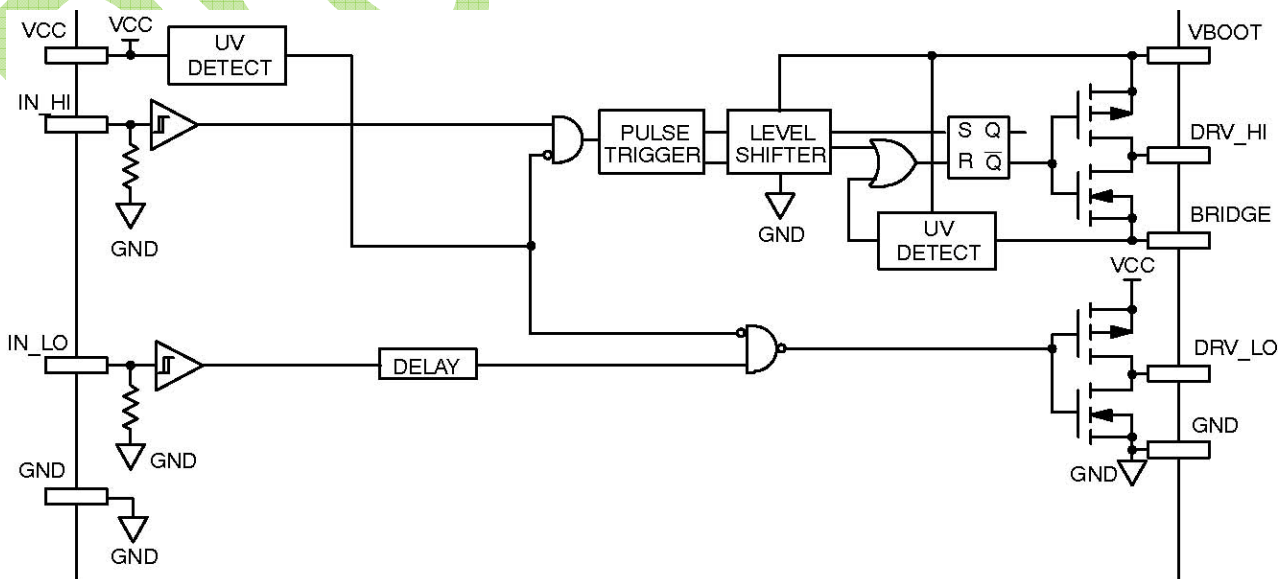 VCC
VCC
UV
DETECT
VBOOT
IN_HI
PULSE
TRIGGER
LEVEL
SHIFTER
S Q
R Q̅
DRV_HI
GND
GND
UV
DETECT
BRIDGE
VCC
IN_LO
DELAY
DRV_LO
GND
GND
GND
GND
GND